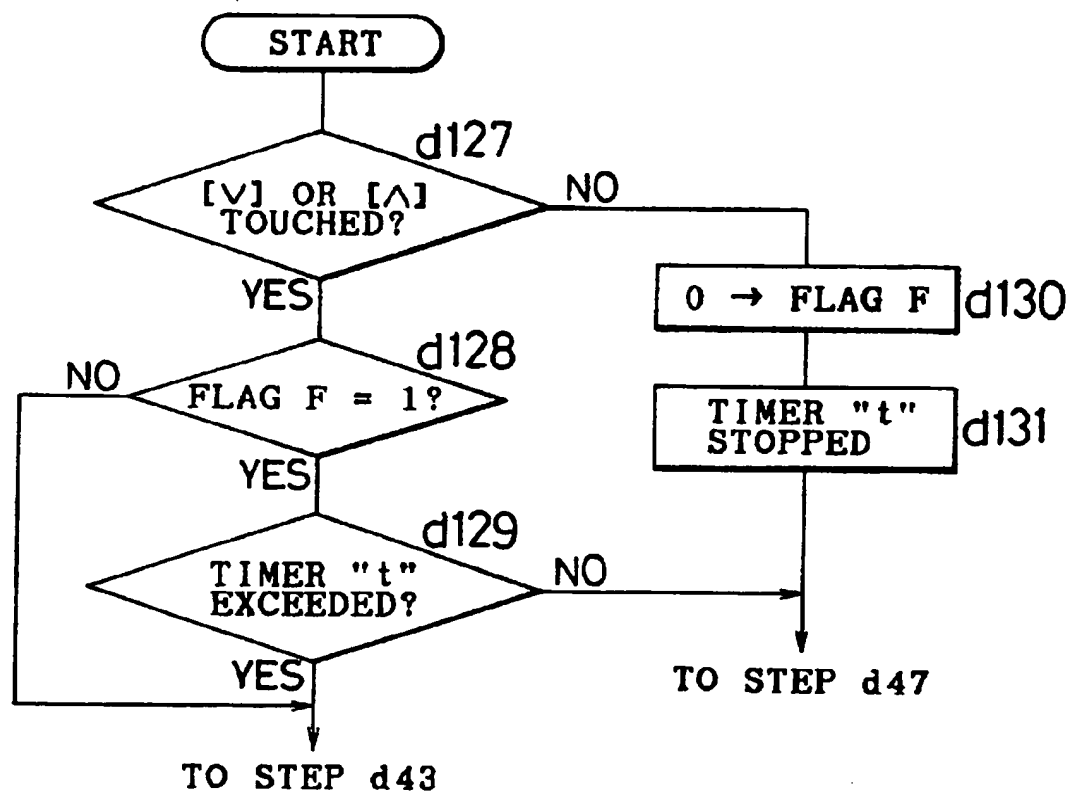 START
d127
[∨] OR [∧]
TOUCHED?
NO
YES
0 → FLAG F
d130
d128
NO
FLAG F = 1?
TIMER "t"
STOPPED
d131
YES
d129
TIMER "t"
EXCEEDED?
NO
YES
TO STEP d47
TO STEP d43